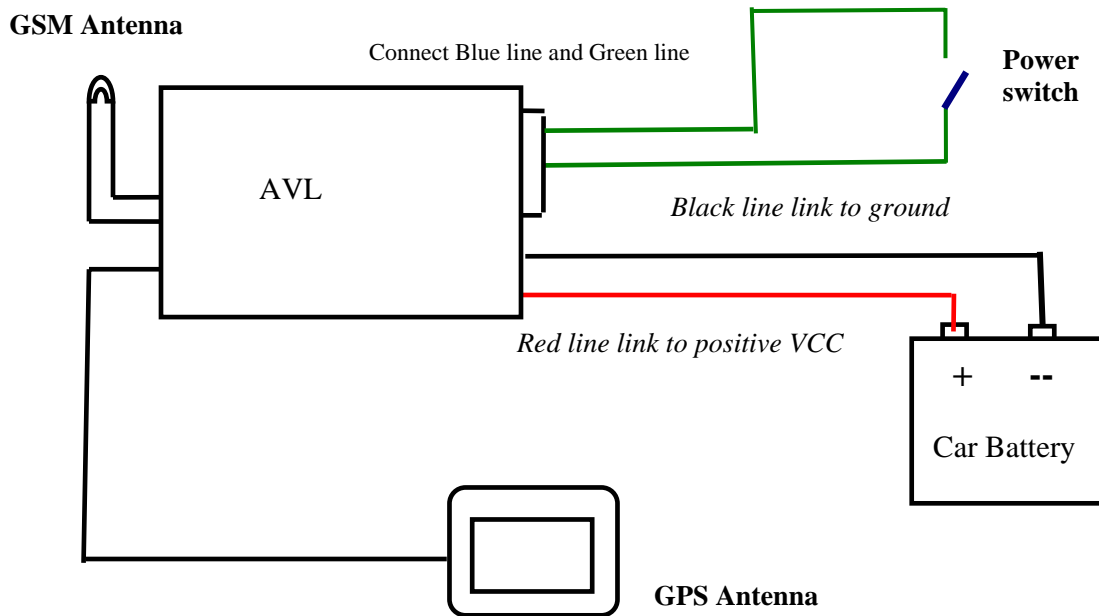 GSM Antenna
Connect Blue line and Green line
Power
switch
AVL
Black line link to ground
Red line link to positive VCC
+ --
Car Battery
GPS Antenna